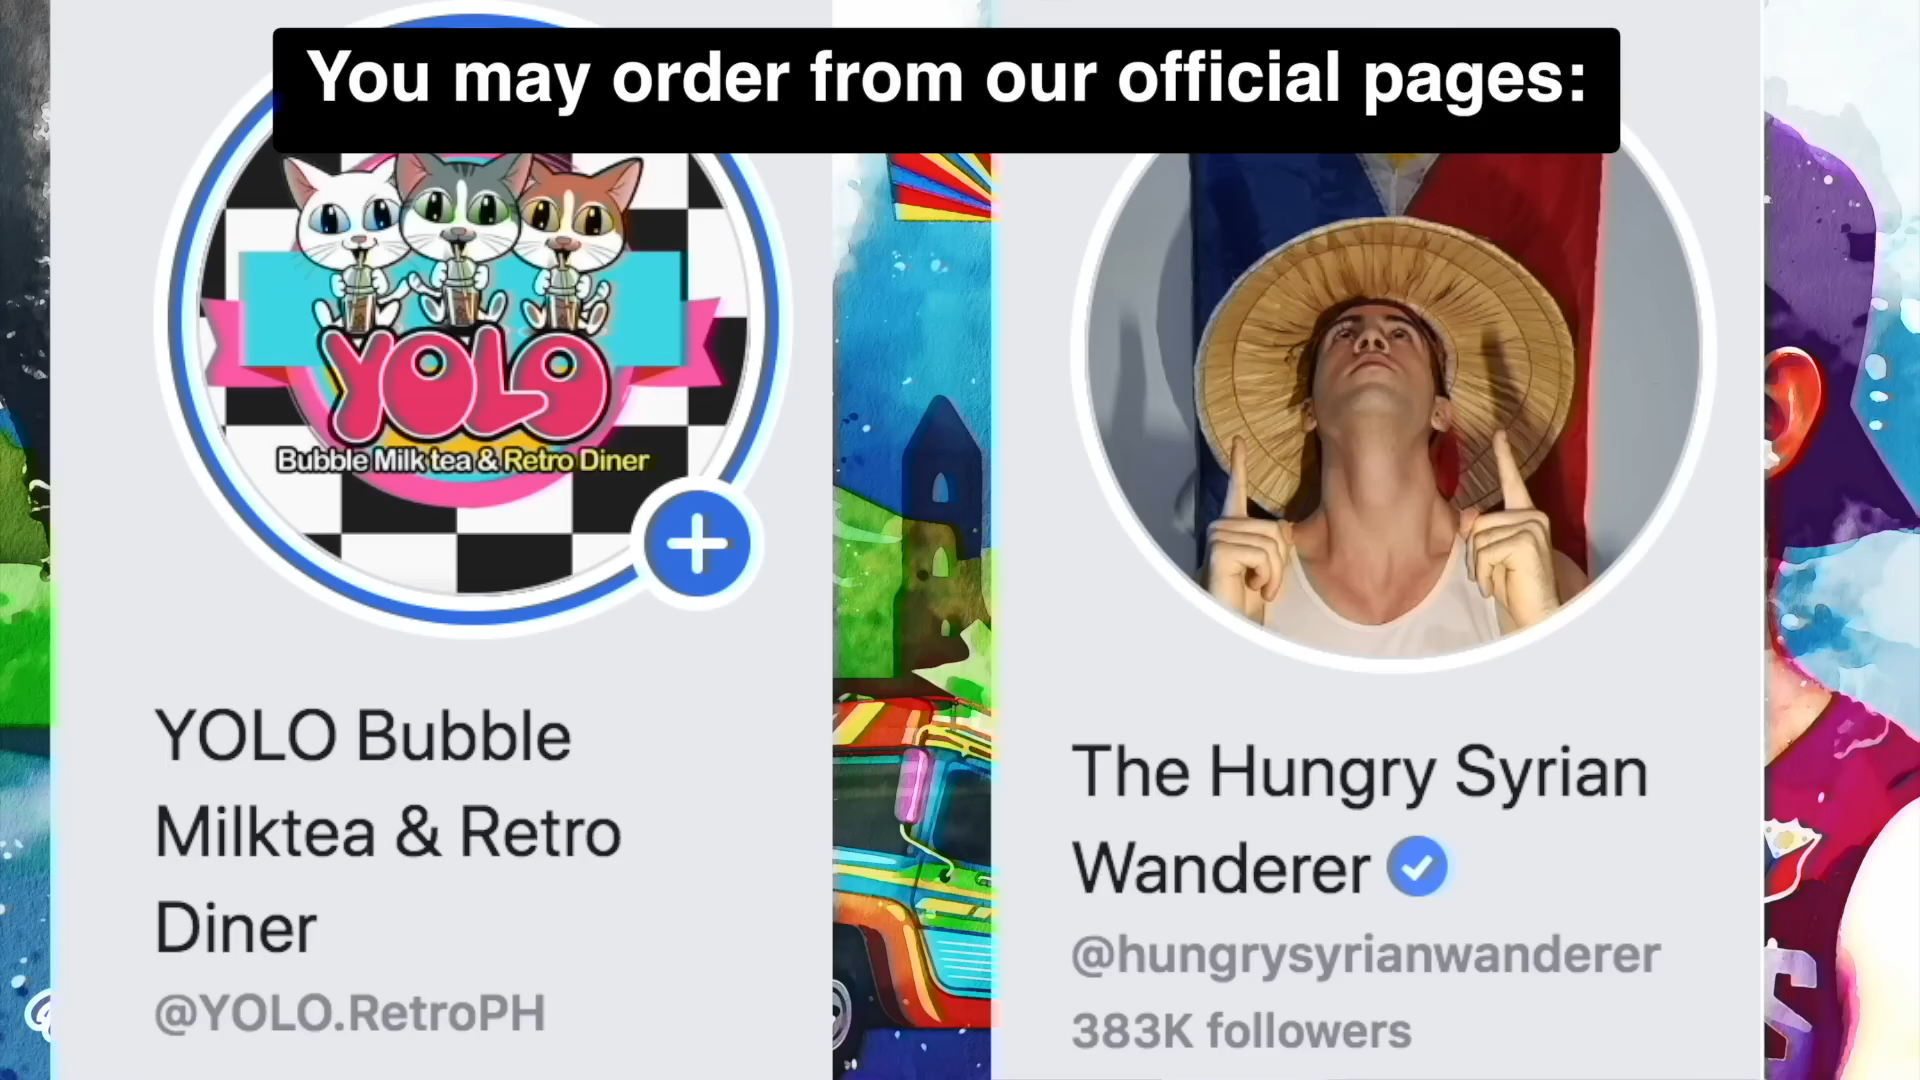 You may order from our official pages:
YOLO
Bubble Milk tea & Retro Diner
YOLO Bubble
Milktea & Retro
Diner
@YOLO.RetroPH
The Hungry Syrian
Wanderer
@hungrysyrianwanderer
383K followers